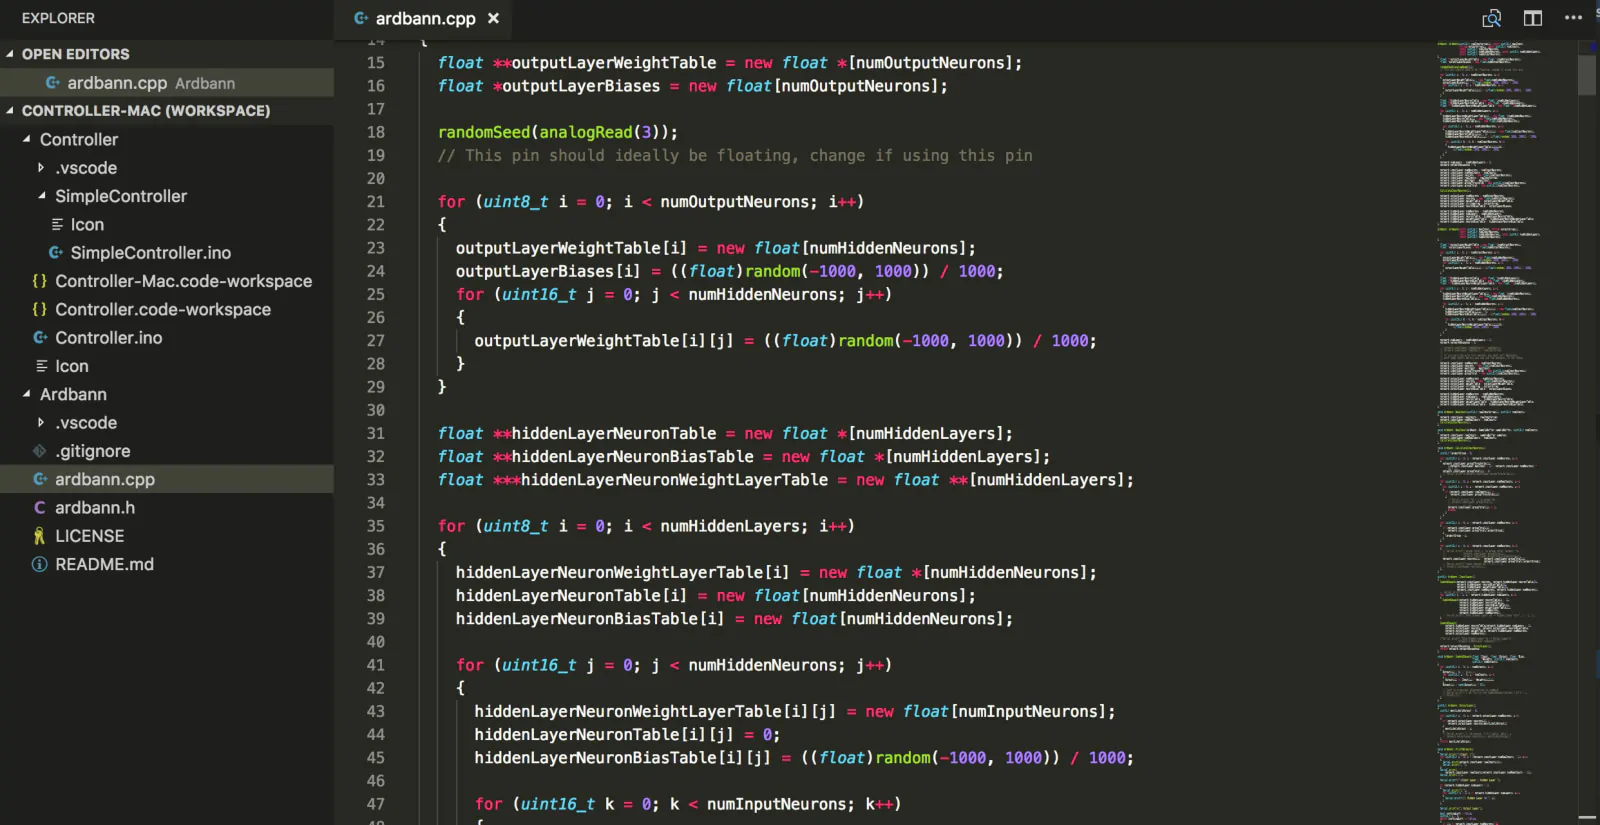 EXPLORER
OPEN EDITORS
ardbann.cpp Ardbann
CONTROLLER-MAC (WORKSPACE)
Controller
.vscode
SimpleController
Icon
SimpleController.ino
Controller-Mac.code-workspace
Controller.code-workspace
Controller.ino
Icon
Ardbann
.vscode
.gitignore
ardbann.cpp
ardbann.h
LICENSE
README.md
ardbann.cpp
14 {
15 float **outputLayerWeightTable = new float *[numOutputNeurons];
16 float *outputLayerBiases = new float[numOutputNeurons];
17
18 randomSeed(analogRead(3));
19 // This pin should ideally be floating, change if using this pin
20
21 for (uint8_t i = 0; i < numOutputNeurons; i++)
22 {
23 outputLayerWeightTable[i] = new float[numHiddenNeurons];
24 outputLayerBiases[i] = ((float)random(-1000, 1000)) / 1000;
25 for (uint16_t j = 0; j < numHiddenNeurons; j++)
26 {
27 outputLayerWeightTable[i][j] = ((float)random(-1000, 1000)) / 1000;
28 }
29 }
30
31 float **hiddenLayerNeuronTable = new float *[numHiddenLayers];
32 float **hiddenLayerNeuronBiasTable = new float *[numHiddenLayers];
33 float ***hiddenLayerNeuronWeightLayerTable = new float **[numHiddenLayers];
34
35 for (uint8_t i = 0; i < numHiddenLayers; i++)
36 {
37 hiddenLayerNeuronWeightLayerTable[i] = new float *[numHiddenNeurons];
38 hiddenLayerNeuronTable[i] = new float[numHiddenNeurons];
39 hiddenLayerNeuronBiasTable[i] = new float[numHiddenNeurons];
40
41 for (uint16_t j = 0; j < numHiddenNeurons; j++)
42 {
43 hiddenLayerNeuronWeightLayerTable[i][j] = new float[numInputNeurons];
44 hiddenLayerNeuronTable[i][j] = 0;
45 hiddenLayerNeuronBiasTable[i][j] = ((float)random(-1000, 1000)) / 1000;
46
47 for (uint16_t k = 0; k < numInputNeurons; k++)